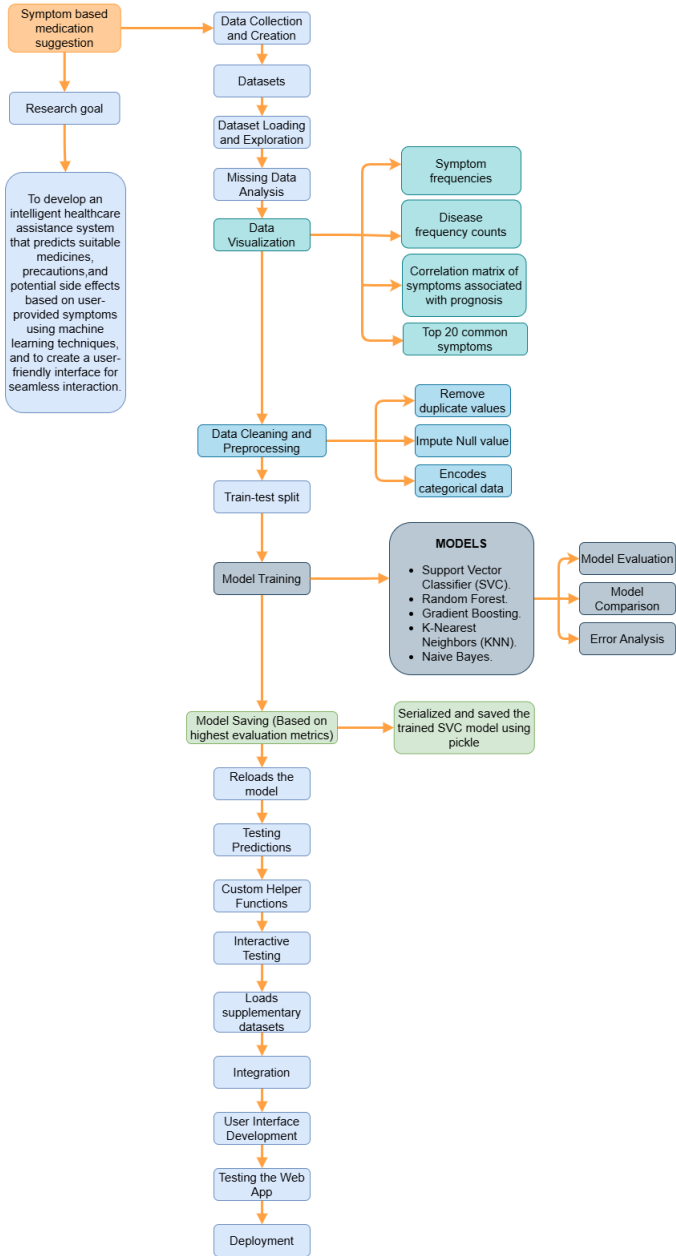 Symptom based
medication
suggestion
Research goal
To develop an
intelligent healthcare
assistance system
that predicts suitable
medicines,
precautions,and
potential side effects
based on user-
provided symptoms
using machine
learning techniques,
and to create a user-
friendly interface for
seamless interaction.
Data Collection
and Creation
Datasets
Dataset Loading
and Exploration
Missing Data
Analysis
Data
Visualization
Symptom
frequencies
Disease
frequency counts
Correlation matrix of
symptoms associated
with prognosis
Top 20 common
symptoms
Data Cleaning and
Preprocessing
Remove
duplicate values
Impute Null value
Encodes
categorical data
Train-test split
Model Training
MODELS
• Support Vector
Classifier (SVC).
• Random Forest.
• Gradient Boosting.
• K-Nearest
Neighbors (KNN).
• Naive Bayes.
Model Evaluation
Model
Comparison
Error Analysis
Model Saving (Based on
highest evaluation metrics)
Serialized and saved the
trained SVC model using
pickle
Reloads the
model
Testing
Predictions
Custom Helper
Functions
Interactive
Testing
Loads
supplementary
datasets
Integration
User Interface
Development
Testing the Web
App
Deployment